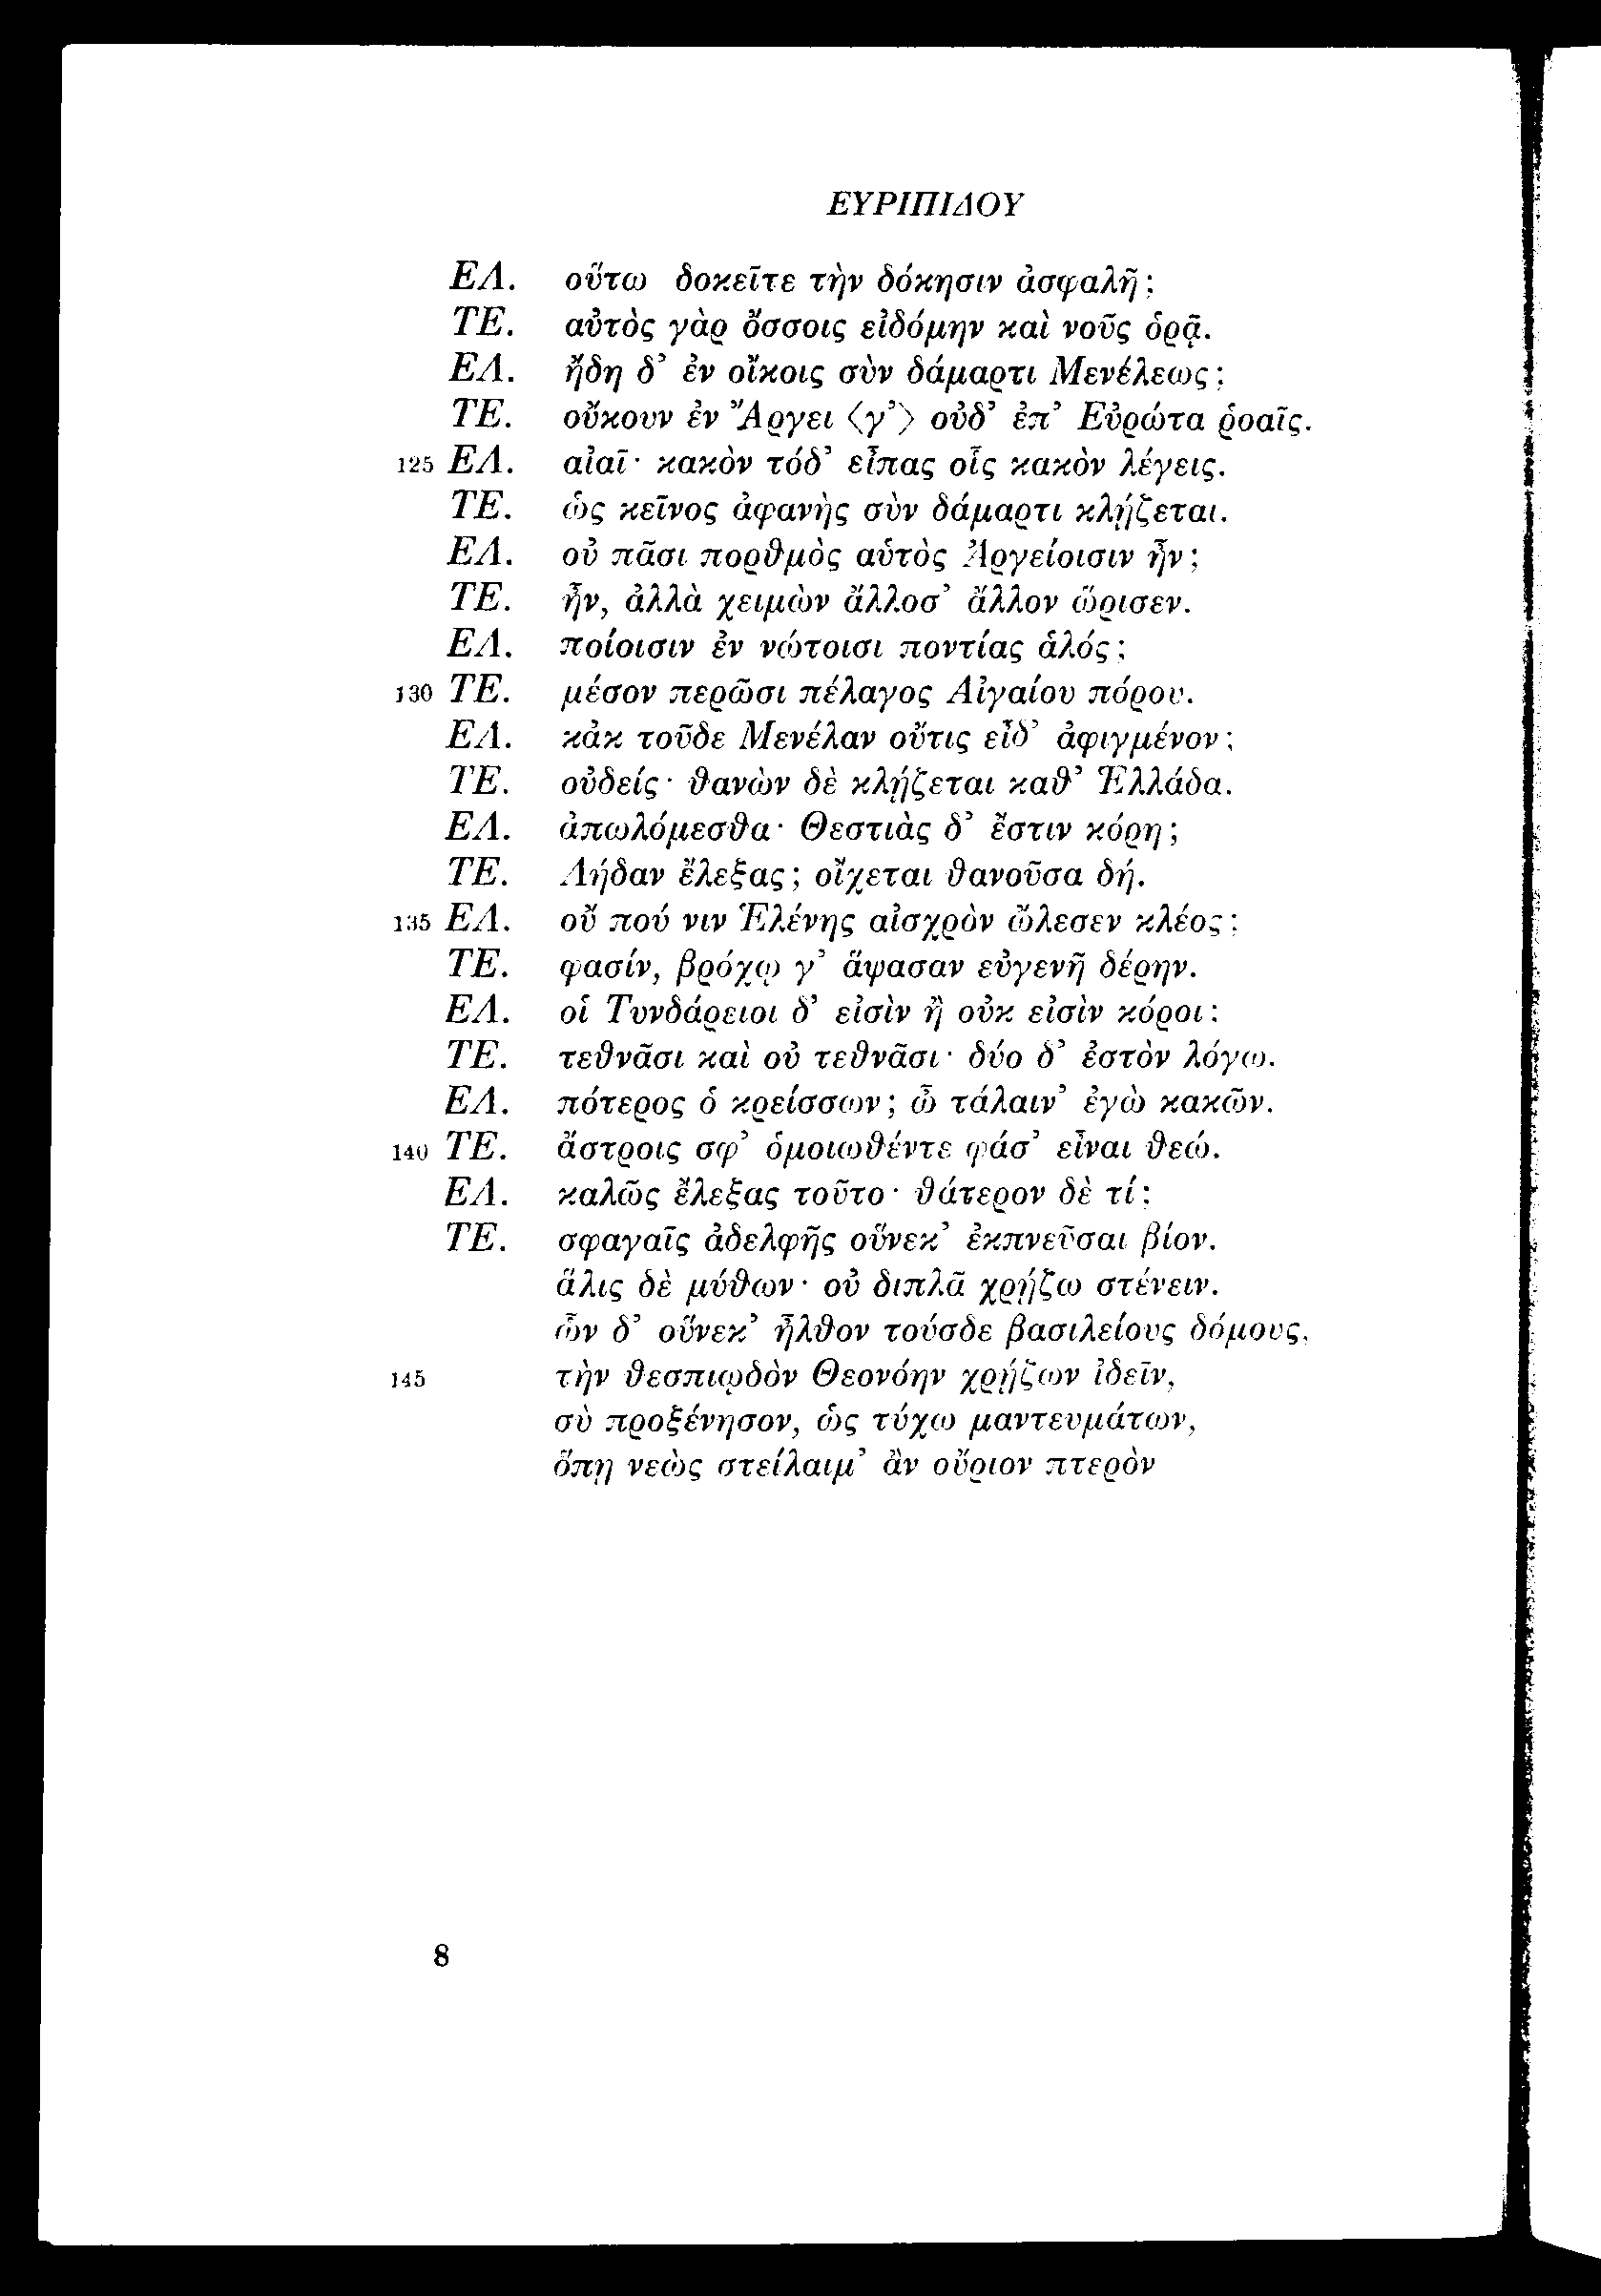 ΕΥΡΙΠΙΔΟΥ
ΕΛ. οὕτω δοκεῖτε τὴν δόκησιν ἀσφαλῆ;
ΤΕ. αὐτὸς γὰρ ὄσσοις εἰδόμην καὶ νοῦς ὁρᾷ.
ΕΛ. ἤδη δ’ ἐν οἴκοις σὺν δάμαρτι Μενέλεως;
ΤΕ. οὔκουν ἐν Ἄργει ⟨γ’⟩ οὐδ’ ἐπ’ Εὐρώτα ῥοαῖς.
125 ΕΛ. αἰαῖ· κακὸν τόδ’ εἶπας οἷς κακὸν λέγεις.
ΤΕ. ὡς κεῖνος ἀφανὴς σὺν δάμαρτι κλῄζεται.
ΕΛ. οὐ πᾶσι πορθμὸς αὑτὸς Ἀργείοισιν ἦν;
ΤΕ. ἦν, ἀλλὰ χειμὼν ἄλλοσ’ ἄλλον ὥρισεν.
ΕΛ. ποίοισιν ἐν νώτοισι ποντίας ἁλός;
130 ΤΕ. μέσον περῶσι πέλαγος Αἰγαίου πόρου.
ΕΛ. κἀκ τοῦδε Μενέλαν οὔτις εἶδ’ ἀφιγμένον;
ΤΕ. οὐδείς· θανὼν δὲ κλῄζεται καθ’ Ἑλλάδα.
ΕΛ. ἀπωλόμεσθα· Θεστιὰς δ’ ἔστιν κόρη;
ΤΕ. Λήδαν ἔλεξας; οἴχεται θανοῦσα δή.
135 ΕΛ. οὔ πού νιν Ἑλένης αἰσχρὸν ὤλεσεν κλέος;
ΤΕ. φασίν, βρόχῳ γ’ ἅψασαν εὐγενῆ δέρην.
ΕΛ. οἱ Τυνδάρειοι δ’ εἰσὶν ἢ οὐκ εἰσὶν κόροι;
ΤΕ. τεθνᾶσι καὶ οὐ τεθνᾶσι· δύο δ’ ἐστὸν λόγω.
ΕΛ. πότερος ὁ κρείσσων; ὦ τάλαιν’ ἐγὼ κακῶν.
140 ΤΕ. ἄστροις σφ’ ὁμοιωθέντε φάσ’ εἶναι θεώ.
ΕΛ. καλῶς ἔλεξας τοῦτο· θάτερον δὲ τί;
ΤΕ. σφαγαῖς ἀδελφῆς οὕνεκ’ ἐκπνεῦσαι βίον.
ἅλις δὲ μύθων· οὐ διπλᾶ χρῄζω στένειν.
ὧν δ’ οὕνεκ’ ἦλθον τούσδε βασιλείους δόμους,
145 τὴν θεσπιῳδὸν Θεονόην χρῄζων ἰδεῖν,
σὺ προξένησον, ὡς τύχω μαντευμάτων,
ὅπῃ νεὼς στείλαιμ’ ἂν οὔριον πτερὸν
8